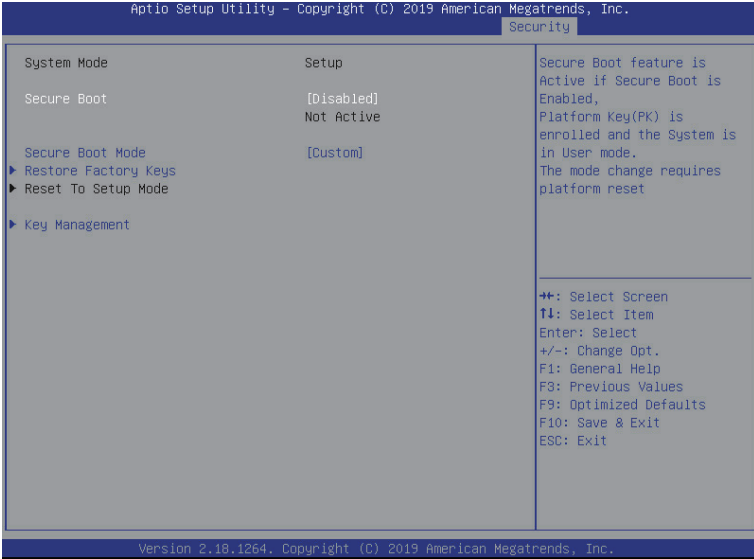 Aptio Setup Utility – Copyright (C) 2019 American Megatrends, Inc.
Security
System Mode Setup
Secure Boot [Disabled]
Not Active
Secure Boot Mode [Custom]
Restore Factory Keys
Reset To Setup Mode
Key Management
Secure Boot feature is
Active if Secure Boot is
Enabled,
Platform Key(PK) is
enrolled and the System is
in User mode.
The mode change requires
platform reset
→←: Select Screen
↑↓: Select Item
Enter: Select
+/-: Change Opt.
F1: General Help
F3: Previous Values
F9: Optimized Defaults
F10: Save & Exit
ESC: Exit
Version 2.18.1264. Copyright (C) 2019 American Megatrends, Inc.